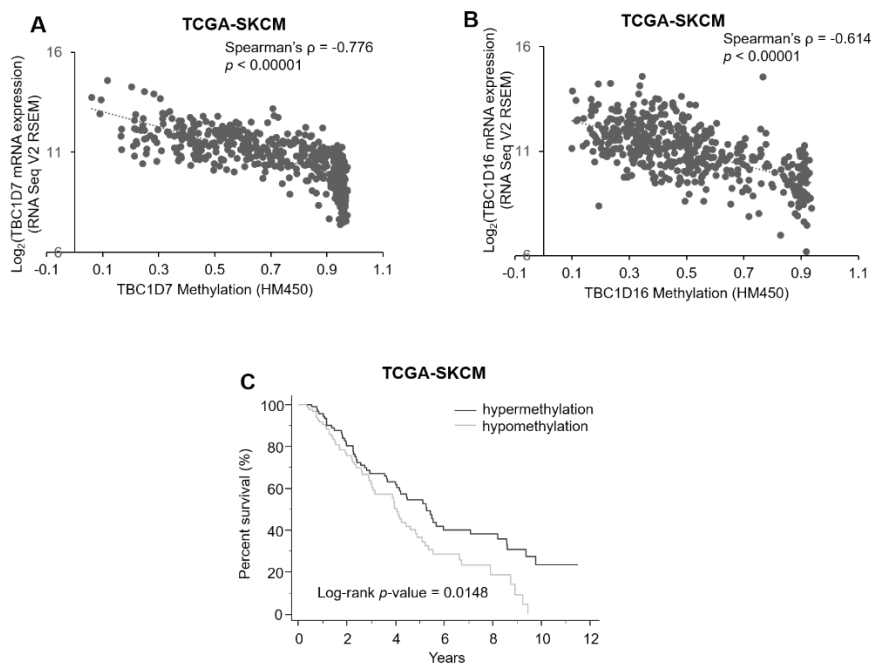 A
TCGA-SKCM
Spearman's ρ = -0.776
p < 0.00001
Log2(TBC1D7 mRNA expression)
(RNA Seq V2 RSEM)
16
11
6
-0.1 0.1 0.3 0.5 0.7 0.9 1.1
TBC1D7 Methylation (HM450)
B
TCGA-SKCM
Spearman's ρ = -0.614
p < 0.00001
Log2(TBC1D16 mRNA expression)
(RNA Seq V2 RSEM)
16
11
6
-0.1 0.1 0.3 0.5 0.7 0.9 1.1
TBC1D16 Methylation (HM450)
C
TCGA-SKCM
hypermethylation
hypomethylation
Percent survival (%)
100
80
60
40
20
0
Log-rank p-value = 0.0148
0 2 4 6 8 10 12
Years